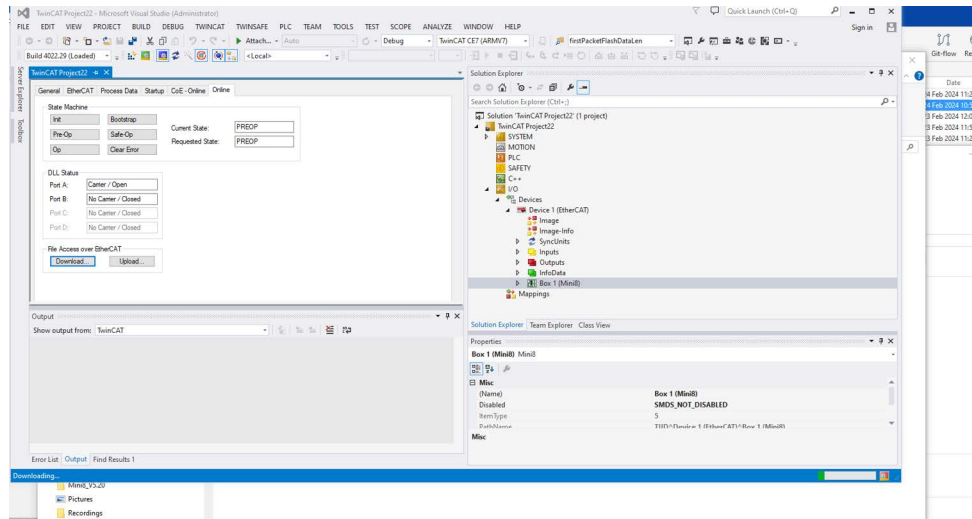 TwinCAT Project22 - Microsoft Visual Studio (Administrator)
Quick Launch (Ctrl+Q)
FILE EDIT VIEW PROJECT BUILD DEBUG TWINCAT TWINSAFE PLC TEAM TOOLS TEST SCOPE ANALYZE WINDOW HELP
Sign in
Attach... Auto Debug TwinCAT CE7 (ARMV7) firstPacketFlashDataLen
Build 4022.29 (Loaded) <Local>
Git-flow
Server Explorer
Toolbox
TwinCAT Project22
General EtherCAT Process Data Startup CoE - Online Online
State Machine
Init Bootstrap
Pre-Op Safe-Op
Op Clear Error
Current State: PREOP
Requested State: PREOP
DLL Status
Port A: Carrier / Open
Port B: No Carrier / Closed
Port C: No Carrier / Closed
Port D: No Carrier / Closed
File Access over EtherCAT
Download... Upload...
Output
Show output from: TwinCAT
Error List Output Find Results 1
Solution Explorer
Search Solution Explorer (Ctrl+;)
Solution 'TwinCAT Project22' (1 project)
TwinCAT Project22
SYSTEM
MOTION
PLC
SAFETY
C++
I/O
Devices
Device 1 (EtherCAT)
Image
Image-Info
SyncUnits
Inputs
Outputs
InfoData
Box 1 (Mini8)
Mappings
Solution Explorer Team Explorer Class View
Properties
Box 1 (Mini8) Mini8
Misc
(Name) Box 1 (Mini8)
Disabled SMDS_NOT_DISABLED
ItemType 5
PathName TIID^Device 1 (EtherCAT)^Box 1 (Mini8)
Misc
Date
Feb 2024
Feb 2024
Feb 2024
Feb 2024
Feb 2024
Downloading...
Mini8_V5.20
Pictures
Recordings